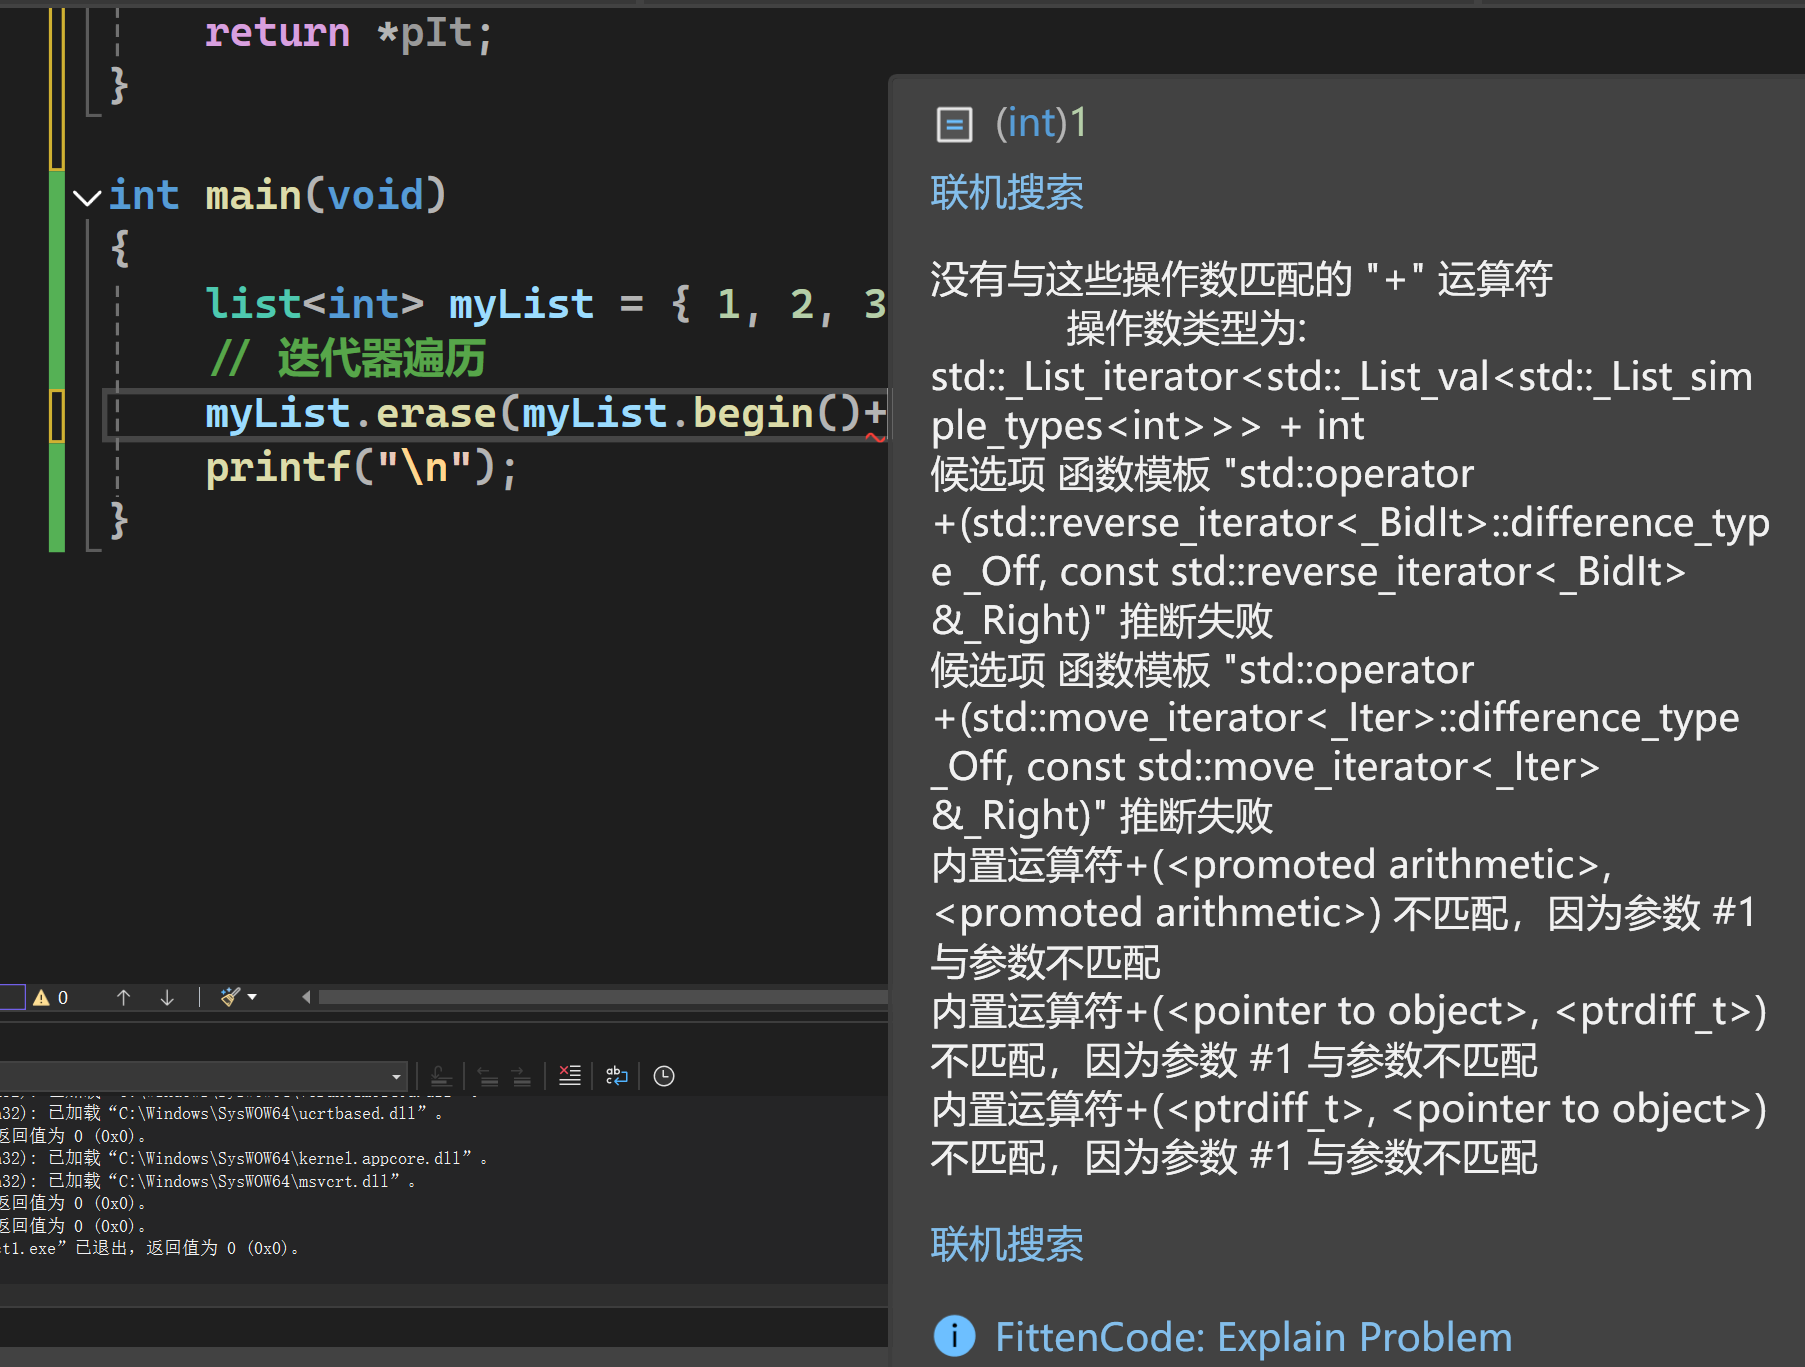 return *pIt;
}
int main(void)
{
list<int> myList = { 1, 2, 3
// 迭代器遍历
myList.erase(myList.begin()+
printf("\n");
}
(int)1
联机搜索
没有与这些操作数匹配的 "+" 运算符
操作数类型为:
std::_List_iterator<std::_List_val<std::_List_sim
ple_types<int>>> + int
候选项 函数模板 "std::operator
+(std::reverse_iterator<_BidIt>::difference_typ
e _Off, const std::reverse_iterator<_BidIt>
&_Right)" 推断失败
候选项 函数模板 "std::operator
+(std::move_iterator<_Iter>::difference_type
_Off, const std::move_iterator<_Iter>
&_Right)" 推断失败
内置运算符+(<promoted arithmetic>,
<promoted arithmetic>) 不匹配，因为参数 #1
与参数不匹配
内置运算符+(<pointer to object>, <ptrdiff_t>)
不匹配，因为参数 #1 与参数不匹配
内置运算符+(<ptrdiff_t>, <pointer to object>)
不匹配，因为参数 #1 与参数不匹配
联机搜索
FittenCode: Explain Problem
0
32): 已加载“C:\Windows\SysWOW64\ucrtbased.dll”。
返回值为 0 (0x0)。
32): 已加载“C:\Windows\SysWOW64\kernel.appcore.dll”。
32): 已加载“C:\Windows\SysWOW64\msvcrt.dll”。
返回值为 0 (0x0)。
返回值为 0 (0x0)。
ct1.exe”已退出，返回值为 0 (0x0)。